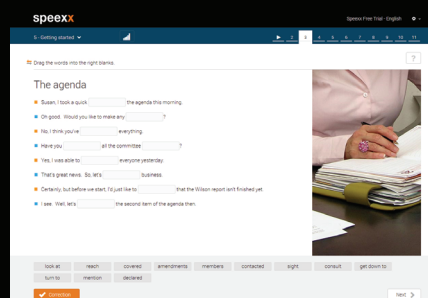 speexx
Speexx Free Trial - English
5 - Getting started
2 3 4 5 6 7 8 9 10 11
Drag the words into the right blanks.
?
The agenda
Susan, I took a quick the agenda this morning.
Oh good. Would you like to make any ?
No, I think you've everything.
Have you all the committee ?
Yes, I was able to everyone yesterday.
That's great news. So, let's business.
Certainly, but before we start, I'd just like to that the Wilson report isn't finished yet.
I see. Well, let's the second item of the agenda then.
look at reach covered amendments members contacted sight consult get down to
turn to mention declared
Correction
Next